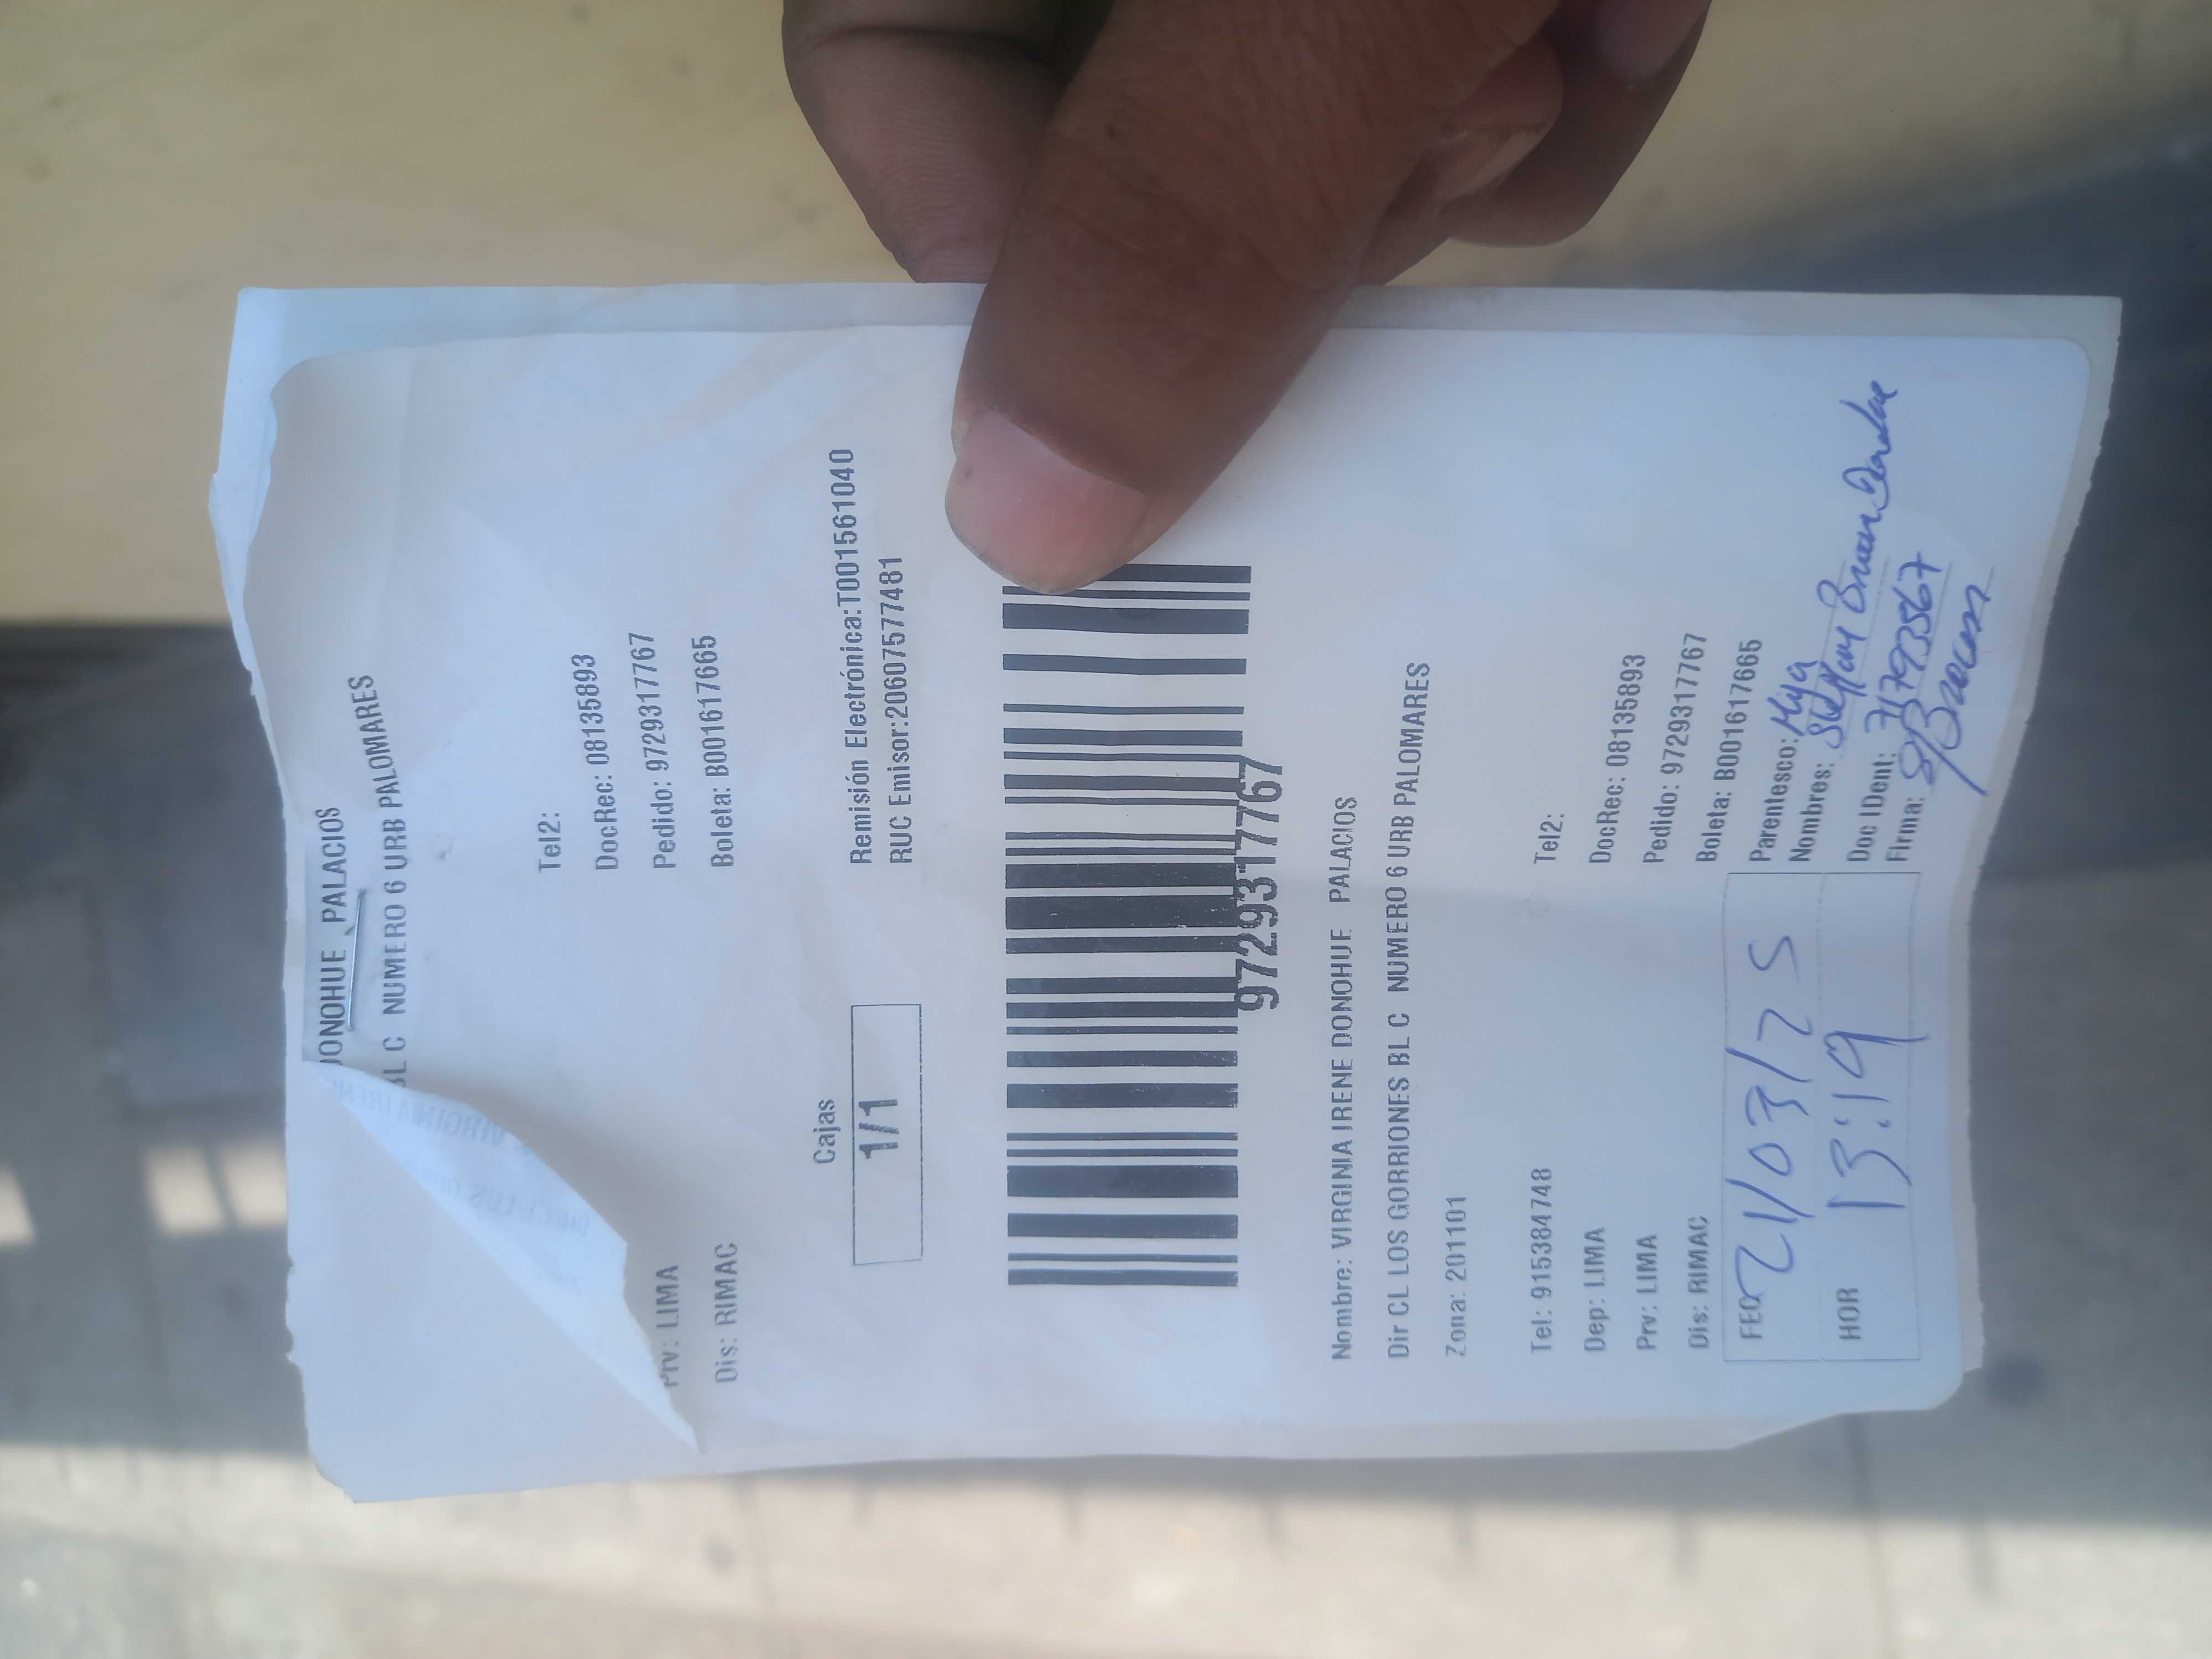 DONOHUE PALACIOS
BL C NUMERO 6 URB PALOMARES
Tel2:
DocRec: 08135893
Pedido: 9729317767
Prv: LIMA
Boleta: B001617665
Dis: RIMAC
Cajas
1/1
Remisión Electrónica:T001561040
RUC Emisor:20607577481
9729317767
Nombre: VIRGINIA IRENE DONOHUE PALACIOS
Dir CL LOS GORRIONES BL C NUMERO 6 URB PALOMARES
Zona: 201101
Tel: 915384748 Tel2:
Dep: LIMA DocRec: 08135893
Prv: LIMA Pedido: 9729317767
Dis: RIMAC Boleta: B001617665
FEC 21/03/25
HOR 13:19
Parentesco: Hija
Nombres:
Doc IDent: 71793567
Firma: